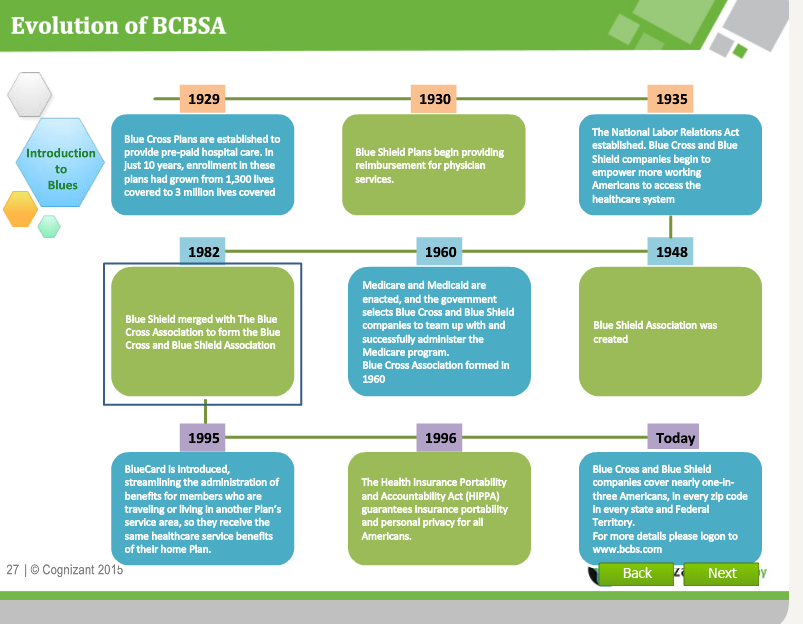 Evolution of BCBSA
Introduction
to
Blues
1929
1930
1935
Blue Cross Plans are established to
provide pre-paid hospital care. In
just 10 years, enrollment in these
plans had grown from 1,300 lives
covered to 3 million lives covered
Blue Shield Plans begin providing
reimbursement for physician
services.
The National Labor Relations Act
established. Blue Cross and Blue
Shield companies begin to
empower more working
Americans to access the
healthcare system
1982
1960
1948
Blue Shield merged with The Blue
Cross Association to form the Blue
Cross and Blue Shield Association
Medicare and Medicaid are
enacted, and the government
selects Blue Cross and Blue Shield
companies to team up with and
successfully administer the
Medicare program.
Blue Cross Association formed in
1960
Blue Shield Association was
created
1995
1996
Today
BlueCard is introduced,
streamlining the administration of
benefits for members who are
traveling or living in another Plan's
service area, so they receive the
same healthcare service benefits
of their home Plan.
The Health Insurance Portability
and Accountability Act (HIPPA)
guarantees insurance portability
and personal privacy for all
Americans.
Blue Cross and Blue Shield
companies cover nearly one-in-
three Americans, in every zip code
in every state and Federal
Territory.
For more details please logon to
www.bcbs.com
27 | © Cognizant 2015
Back
Next